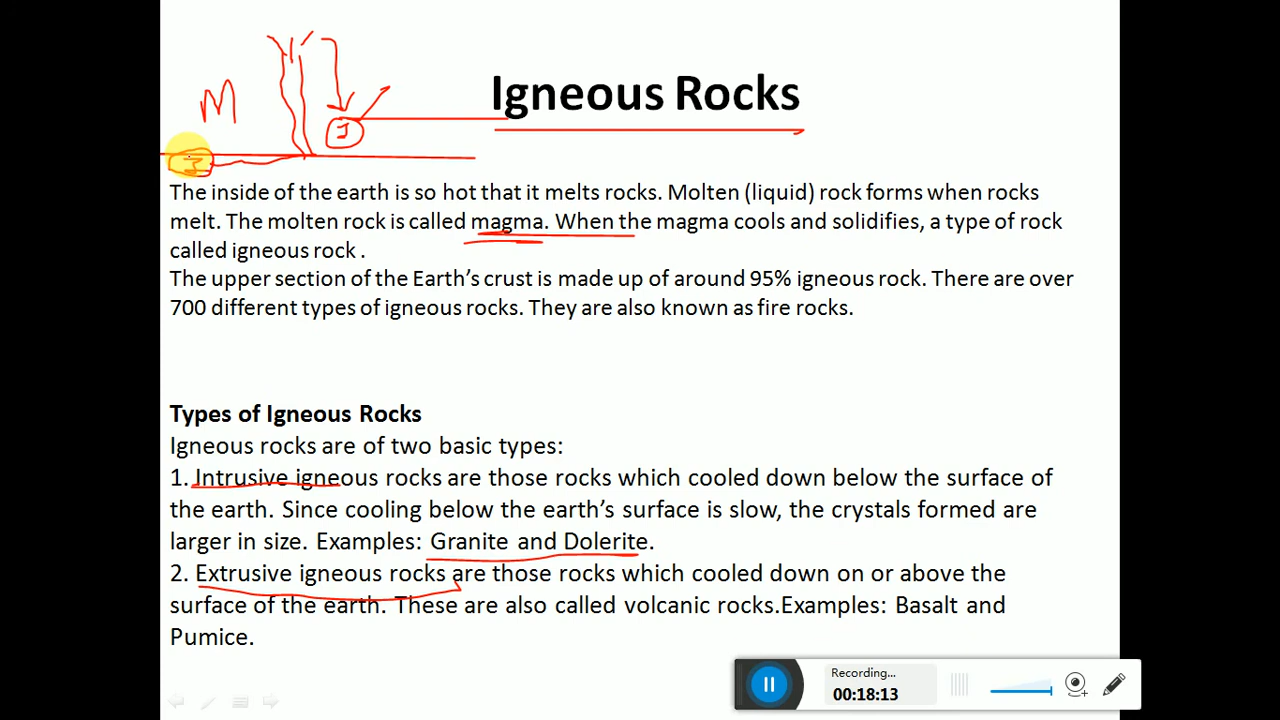 M
I
I
Igneous Rocks
The inside of the earth is so hot that it melts rocks. Molten (liquid) rock forms when rocks
melt. The molten rock is called magma. When the magma cools and solidifies, a type of rock
called igneous rock .
The upper section of the Earth's crust is made up of around 95% igneous rock. There are over
700 different types of igneous rocks. They are also known as fire rocks.
Types of Igneous Rocks
Igneous rocks are of two basic types:
1. Intrusive igneous rocks are those rocks which cooled down below the surface of
the earth. Since cooling below the earth's surface is slow, the crystals formed are
larger in size. Examples: Granite and Dolerite.
2. Extrusive igneous rocks are those rocks which cooled down on or above the
surface of the earth. These are also called volcanic rocks.Examples: Basalt and
Pumice.
Recording...
00:18:13